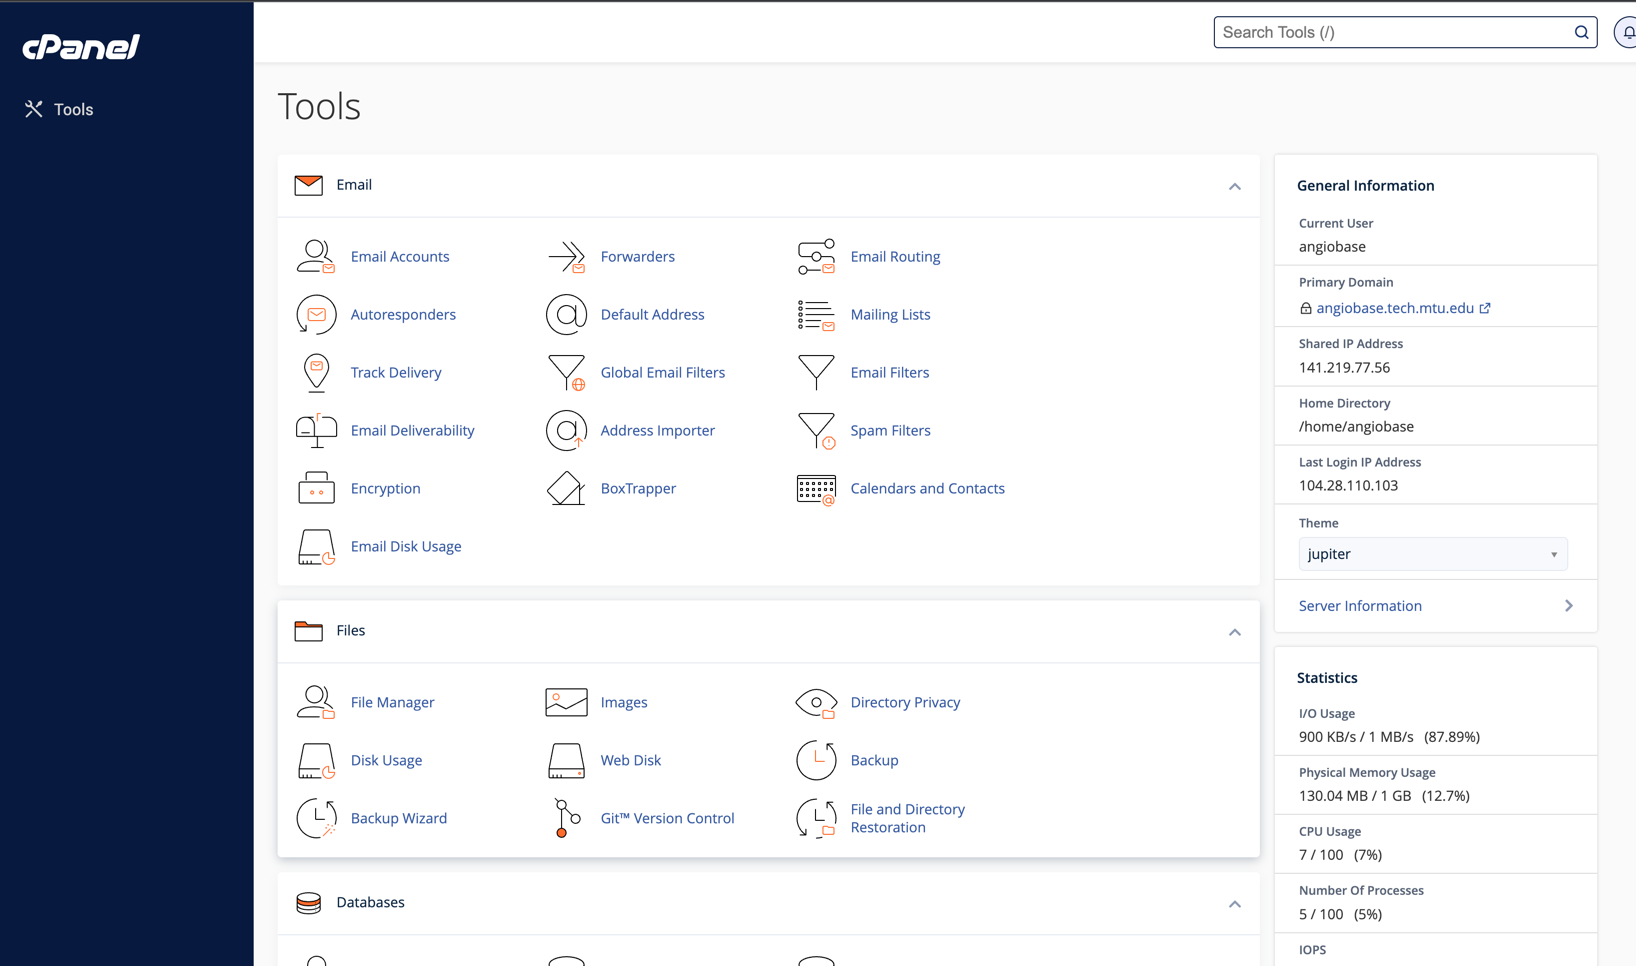 cPanel
Search Tools (/)
Tools
Tools
Email
Email Accounts
Forwarders
Email Routing
Autoresponders
Default Address
Mailing Lists
Track Delivery
Global Email Filters
Email Filters
Email Deliverability
Address Importer
Spam Filters
Encryption
BoxTrapper
Calendars and Contacts
Email Disk Usage
Files
File Manager
Images
Directory Privacy
Disk Usage
Web Disk
Backup
Backup Wizard
Git™ Version Control
File and Directory
Restoration
Databases
General Information
Current User
angiobase
Primary Domain
angiobase.tech.mtu.edu
Shared IP Address
141.219.77.56
Home Directory
/home/angiobase
Last Login IP Address
104.28.110.103
Theme
jupiter
Server Information
Statistics
I/O Usage
900 KB/s / 1 MB/s (87.89%)
Physical Memory Usage
130.04 MB / 1 GB (12.7%)
CPU Usage
7 / 100 (7%)
Number Of Processes
5 / 100 (5%)
IOPS